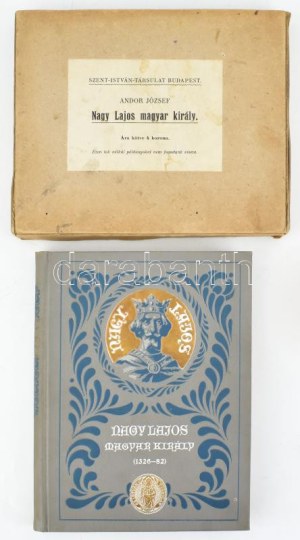 SZENT-ISTVÁN-TÁRSULAT BUDAPEST.
ANDOR JÓZSEF
Nagy Lajos magyar király.
Ára kötve 6 korona.
darabanth
NAGY LAJOS
NAGY LAJOS
MAGYAR KIRÁLY
(1326–82)